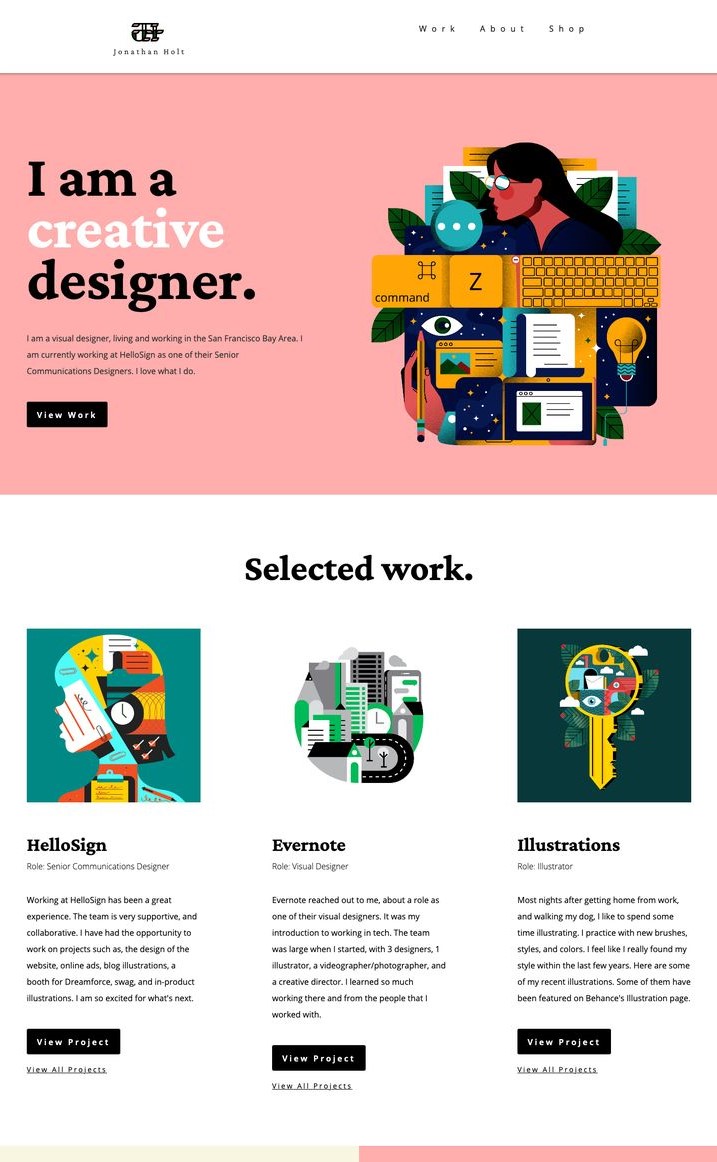 JH
Jonathan Holt
Work About Shop
I am a
creative
designer.
I am a visual designer, living and working in the San Francisco Bay Area. I
am currently working at HelloSign as one of their Senior
Communications Designers. I love what I do.
View Work
command
Z
Selected work.
HelloSign
Role: Senior Communications Designer
Working at HelloSign has been a great
experience. The team is very supportive, and
collaborative. I have had the opportunity to
work on projects such as, the design of the
website, online ads, blog illustrations, a
booth for Dreamforce, swag, and in-product
illustrations. I am so excited for what's next.
View Project
View All Projects
Evernote
Role: Visual Designer
Evernote reached out to me, about a role as
one of their visual designers. It was my
introduction to working in tech. The team
was large when I started, with 3 designers, 1
illustrator, a videographer/photographer, and
a creative director. I learned so much
working there and from the people that I
worked with.
View Project
View All Projects
Illustrations
Role: Illustrator
Most nights after getting home from work,
and walking my dog, I like to spend some
time illustrating. I practice with new brushes,
styles, and colors. I feel like I really found my
style within the last few years. Here are some
of my recent illustrations. Some of them have
been featured on Behance's Illustration page.
View Project
View All Projects